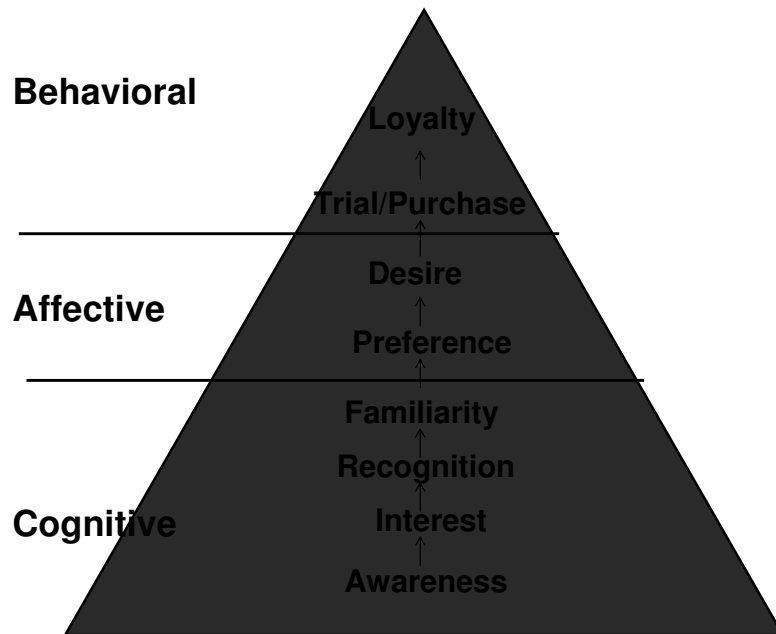 Behavioral
Loyalty
Trial/Purchase
Desire
Affective
Preference
Familiarity
Recognition
Cognitive
Interest
Awareness